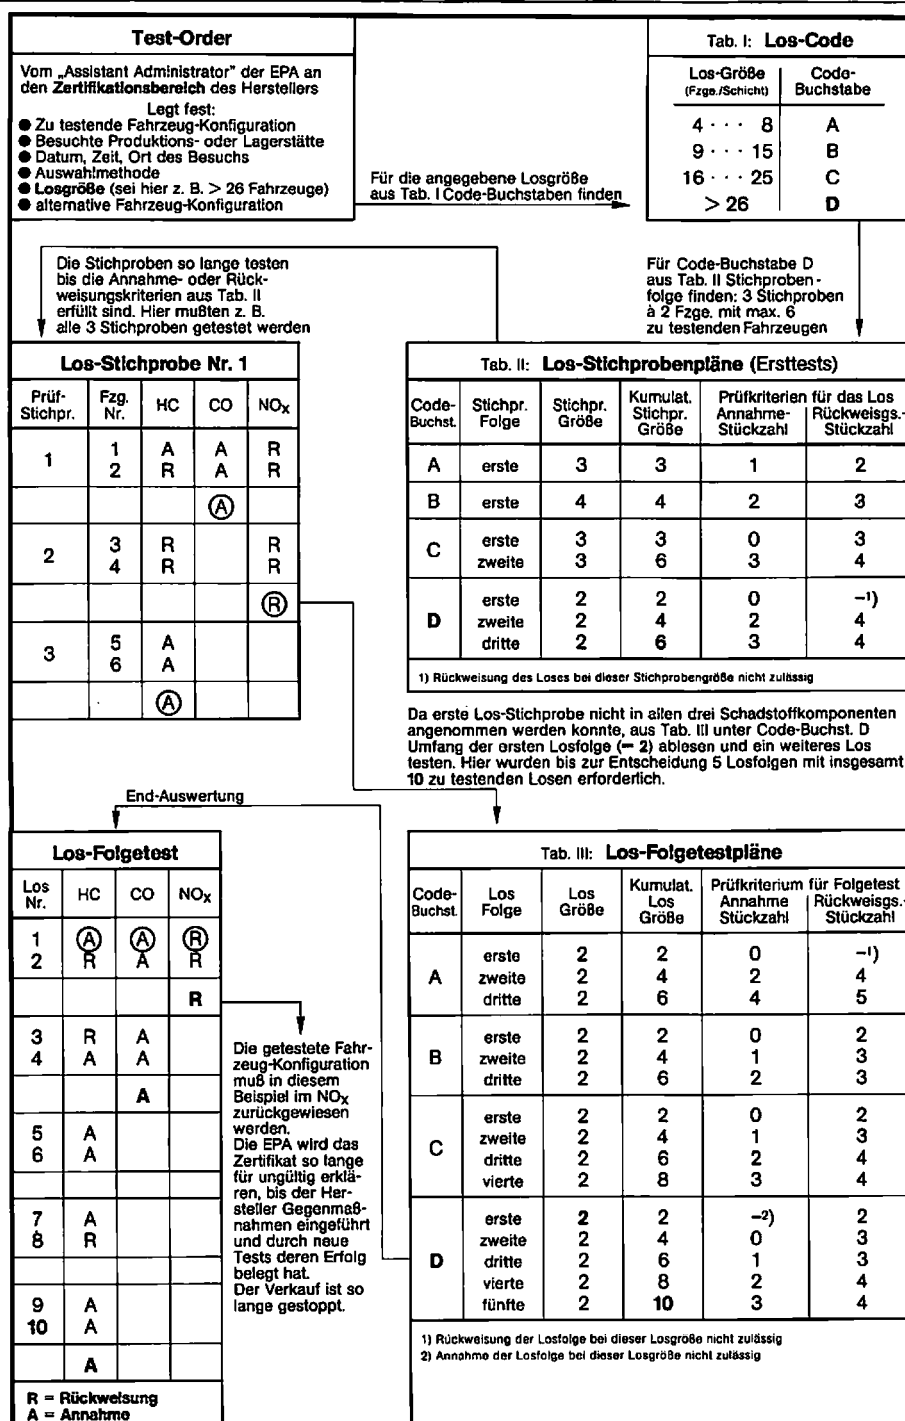 Test-Order
Vom „Assistant Administrator" der EPA an
den Zertifikationsbereich des Herstellers
Legt fest:
● Zu testende Fahrzeug-Konfiguration
● Besuchte Produktions- oder Lagerstätte
● Datum, Zeit, Ort des Besuchs
● Auswahlmethode
● Losgröße (sei hier z. B. > 26 Fahrzeuge)
● alternative Fahrzeug-Konfiguration
Für die angegebene Losgröße
aus Tab. I Code-Buchstaben finden
Tab. I: Los-Code
Los-Größe Code-
(Fzge./Schicht) Buchstabe
4 ··· 8 A
9 ··· 15 B
16 ··· 25 C
> 26 D
Die Stichproben so lange testen
bis die Annahme- oder Rück-
weisungskriterien aus Tab. II
erfüllt sind. Hier mußten z. B.
alle 3 Stichproben getestet werden
Für Code-Buchstabe D
aus Tab. II Stichproben-
folge finden: 3 Stichproben
à 2 Fzge. mit max. 6
zu testenden Fahrzeugen
Los-Stichprobe Nr. 1
Prüf- Fzg. HC CO NOX
Stichpr. Nr.
1 1 A A R
2 R A R
Ⓐ
2 3 R R
4 R R
Ⓡ
3 5 A
6 A
Ⓐ
Tab. II: Los-Stichprobenpläne (Ersttests)
Code- Stichpr. Stichpr. Kumulat. Prüfkriterien für das Los
Buchst. Folge Größe Stichpr. Annahme- Rückweisgs.-
Größe Stückzahl Stückzahl
A erste 3 3 1 2
B erste 4 4 2 3
C erste 3 3 0 3
zweite 3 6 3 4
D erste 2 2 0 –1)
zweite 2 4 2 4
dritte 2 6 3 4
1) Rückweisung des Loses bei dieser Stichprobengröße nicht zulässig
Da erste Los-Stichprobe nicht in allen drei Schadstoffkomponenten
angenommen werden konnte, aus Tab. III unter Code-Buchst. D
Umfang der ersten Losfolge (= 2) ablesen und ein weiteres Los
testen. Hier wurden bis zur Entscheidung 5 Losfolgen mit insgesamt
10 zu testenden Losen erforderlich.
End-Auswertung
Los-Folgetest
Los HC CO NOX
Nr.
1 Ⓐ Ⓐ Ⓡ
2 R A R
R
3 R A
4 A A
A
5 A
6 A
7 A
8 R
9 A
10 A
A
R = Rückweisung
A = Annahme
Die getestete Fahr-
zeug-Konfiguration
muß in diesem
Beispiel im NOX
zurückgewiesen
werden.
Die EPA wird das
Zertifikat so lange
für ungültig erklä-
ren, bis der Her-
steller Gegenmaß-
nahmen eingeführt
und durch neue
Tests deren Erfolg
belegt hat.
Der Verkauf ist so
lange gestoppt.
Tab. III: Los-Folgetestpläne
Code- Los Los Kumulat. Prüfkriterium für Folgetest
Buchst. Folge Größe Los Annahme Rückweisgs.-
Größe Stückzahl Stückzahl
A erste 2 2 0 –1)
zweite 2 4 2 4
dritte 2 6 4 5
B erste 2 2 0 2
zweite 2 4 1 3
dritte 2 6 2 3
C erste 2 2 0 2
zweite 2 4 1 3
dritte 2 6 2 4
vierte 2 8 3 4
D erste 2 2 –2) 2
zweite 2 4 0 3
dritte 2 6 1 3
vierte 2 8 2 4
fünfte 2 10 3 4
1) Rückweisung der Losfolge bei dieser Losgröße nicht zulässig
2) Annahme der Losfolge bei dieser Losgröße nicht zulässig